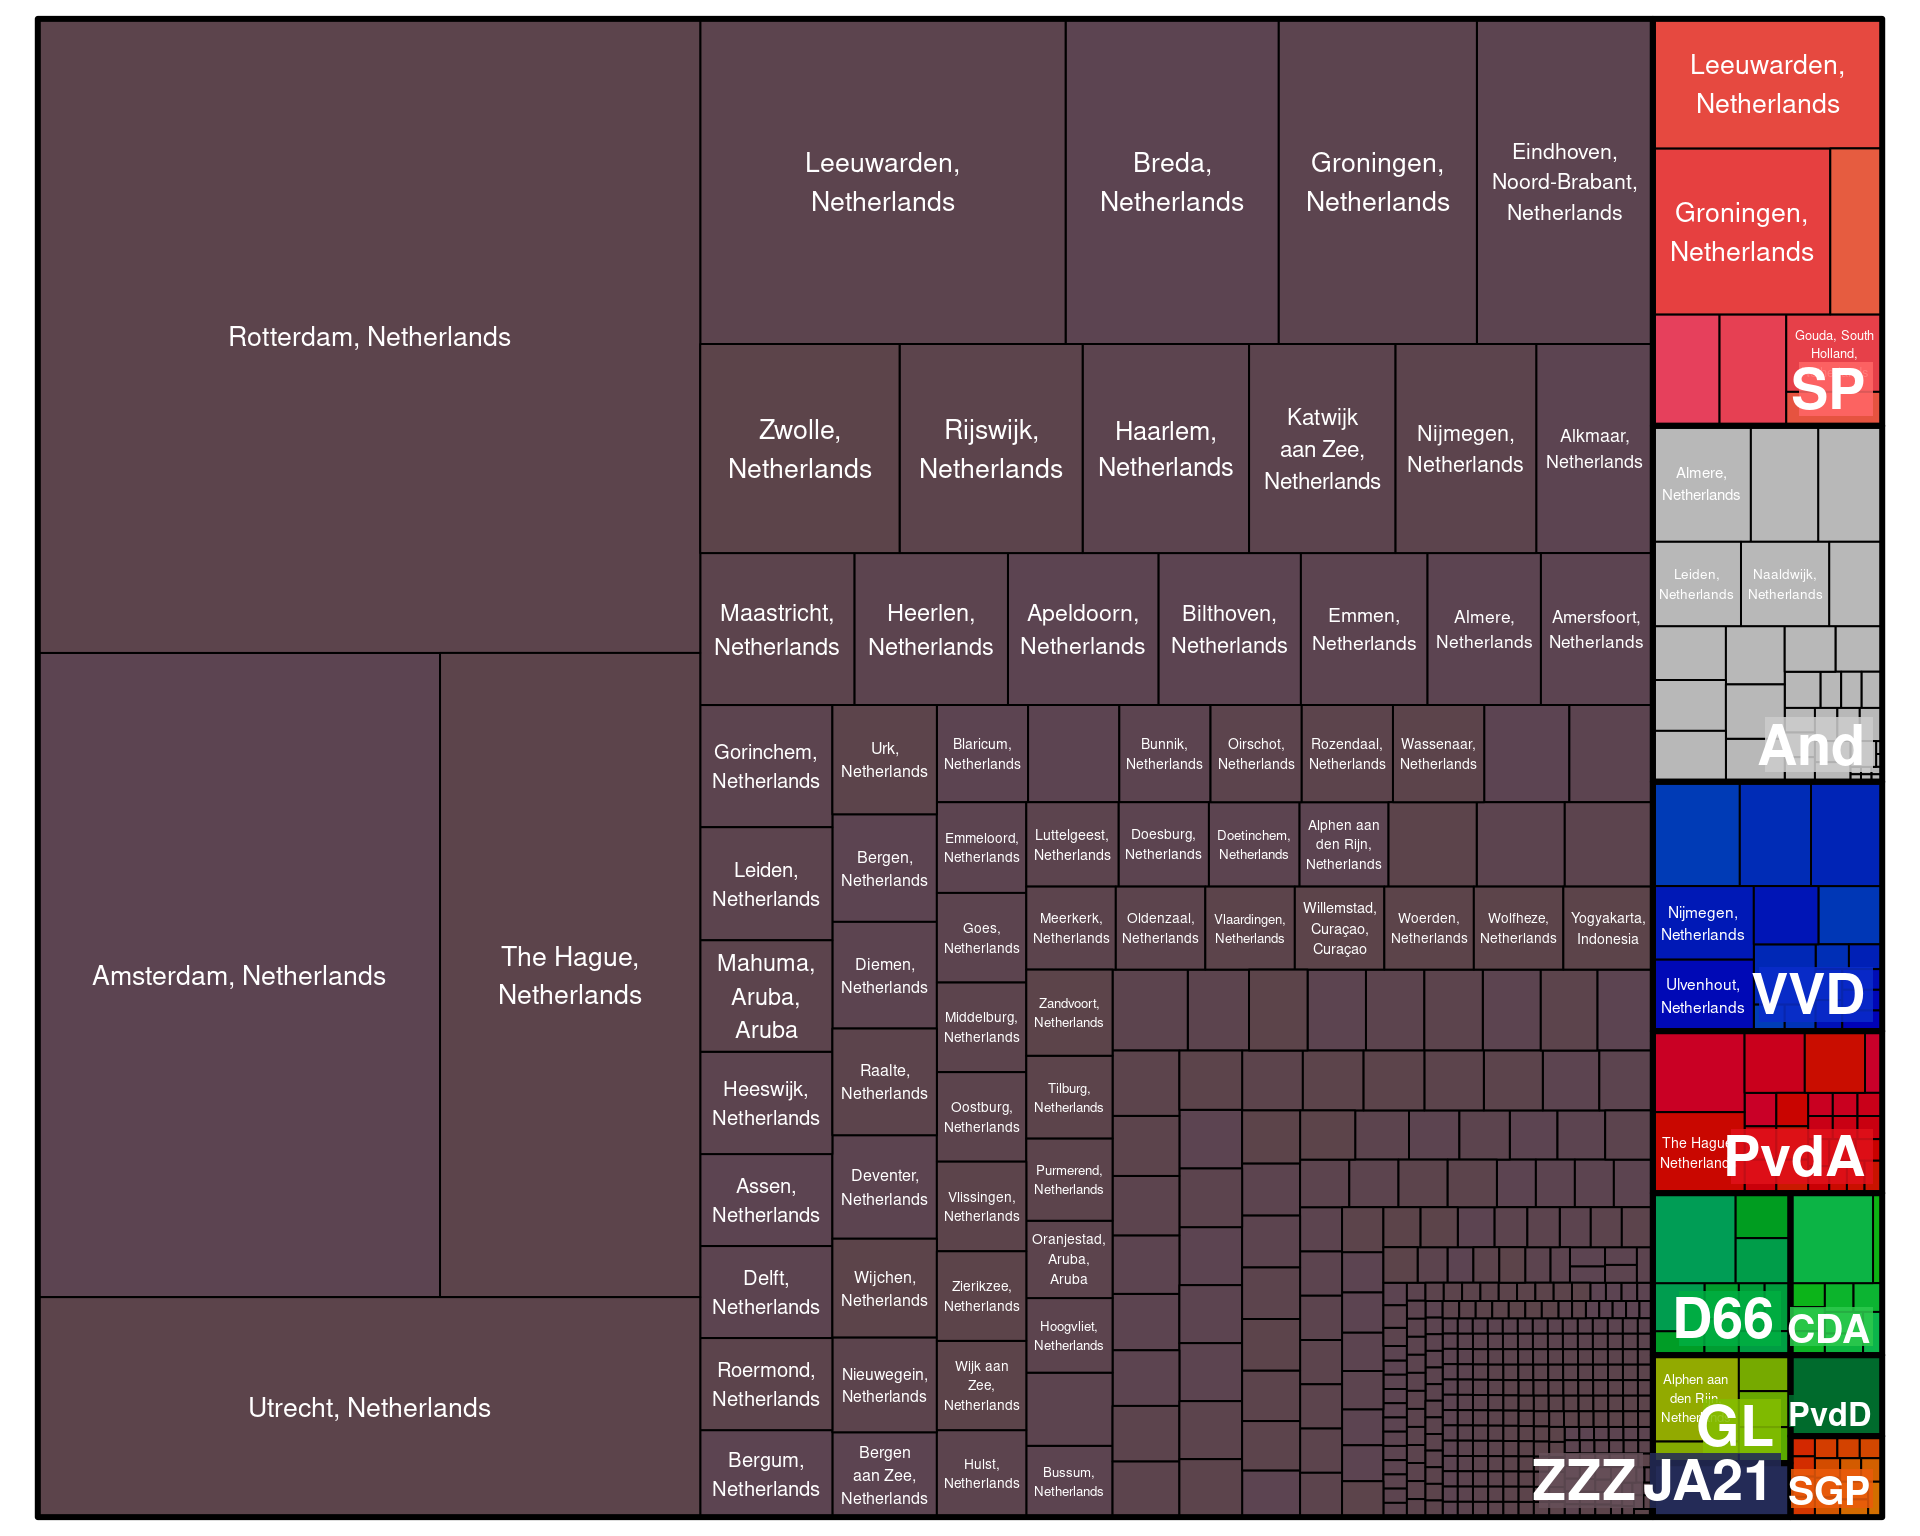 Rotterdam, Netherlands
Amsterdam, Netherlands
The Hague,
Netherlands
Utrecht, Netherlands
Leeuwarden,
Netherlands
Breda,
Netherlands
Groningen,
Netherlands
Eindhoven,
Noord-Brabant,
Netherlands
Zwolle,
Netherlands
Rijswijk,
Netherlands
Haarlem,
Netherlands
Katwijk
aan Zee,
Netherlands
Nijmegen,
Netherlands
Alkmaar,
Netherlands
Maastricht,
Netherlands
Heerlen,
Netherlands
Apeldoorn,
Netherlands
Bilthoven,
Netherlands
Emmen,
Netherlands
Almere,
Netherlands
Amersfoort,
Netherlands
Gorinchem,
Netherlands
Leiden,
Netherlands
Mahuma,
Aruba,
Aruba
Heeswijk,
Netherlands
Assen,
Netherlands
Delft,
Netherlands
Roermond,
Netherlands
Bergum,
Netherlands
Urk,
Netherlands
Bergen,
Netherlands
Diemen,
Netherlands
Raalte,
Netherlands
Deventer,
Netherlands
Wijchen,
Netherlands
Nieuwegein,
Netherlands
Bergen
aan Zee,
Netherlands
Blaricum,
Netherlands
Bunnik,
Netherlands
Oirschot,
Netherlands
Rozendaal,
Netherlands
Wassenaar,
Netherlands
Emmeloord,
Netherlands
Goes,
Netherlands
Middelburg,
Netherlands
Oostburg,
Netherlands
Vlissingen,
Netherlands
Zierikzee,
Netherlands
Wijk aan
Zee,
Netherlands
Hulst,
Netherlands
Luttelgeest,
Netherlands
Doesburg,
Netherlands
Doetinchem,
Netherlands
Alphen aan
den Rijn,
Netherlands
Meerkerk,
Netherlands
Oldenzaal,
Netherlands
Vlaardingen,
Netherlands
Willemstad,
Curaçao,
Curaçao
Woerden,
Netherlands
Wolfheze,
Netherlands
Yogyakarta,
Indonesia
Zandvoort,
Netherlands
Tilburg,
Netherlands
Purmerend,
Netherlands
Oranjestad,
Aruba,
Aruba
Hoogvliet,
Netherlands
Bussum,
Netherlands
ZZZ
Leeuwarden,
Netherlands
Groningen,
Netherlands
Gouda, South
Holland,
SP
Almere,
Netherlands
Leiden,
Netherlands
Naaldwijk,
Netherlands
And
Nijmegen,
Netherlands
Ulvenhout,
Netherlands
VVD
The Hague
Netherlands
PvdA
D66
CDA
Alphen aan
den Rijn,
GL
PvdD
JA21
SGP